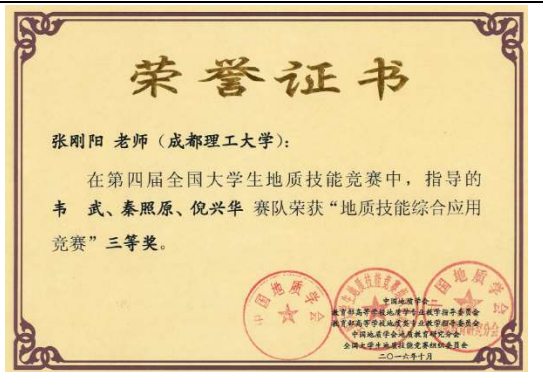 荣誉证书
张刚阳 老师（成都理工大学）：
在第四届全国大学生地质技能竞赛中，指导的
韦 武、秦照原、倪兴华 赛队荣获“地质技能综合应用
竞赛”三等奖。
中国地质学会
中国地质学会
教育部高等学校地质学专业教学指导委员会
教育部高等学校地质类专业教学指导委员会
中国地质学会地质教育研究分会
全国大学生地质技能竞赛组织委员会
二〇一六年十月